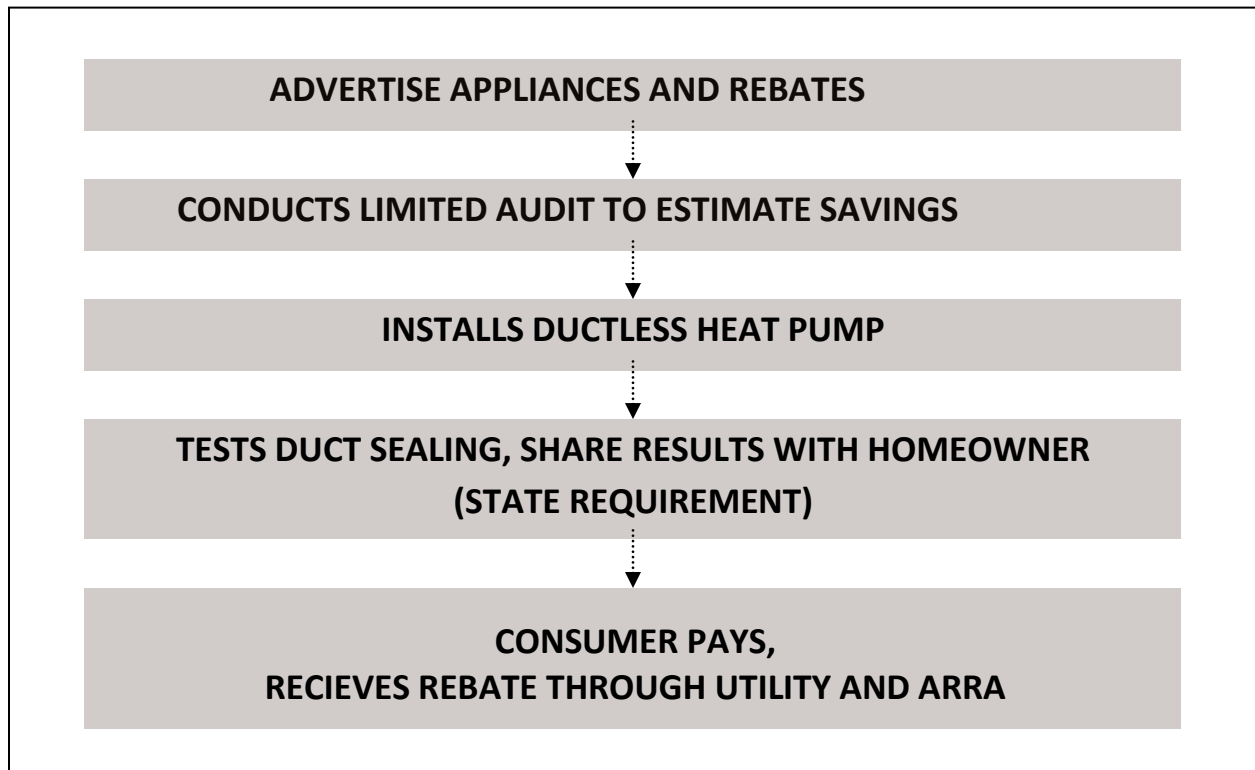 ADVERTISE APPLIANCES AND REBATES
CONDUCTS LIMITED AUDIT TO ESTIMATE SAVINGS
INSTALLS DUCTLESS HEAT PUMP
TESTS DUCT SEALING, SHARE RESULTS WITH HOMEOWNER
(STATE REQUIREMENT)
CONSUMER PAYS,
RECIEVES REBATE THROUGH UTILITY AND ARRA